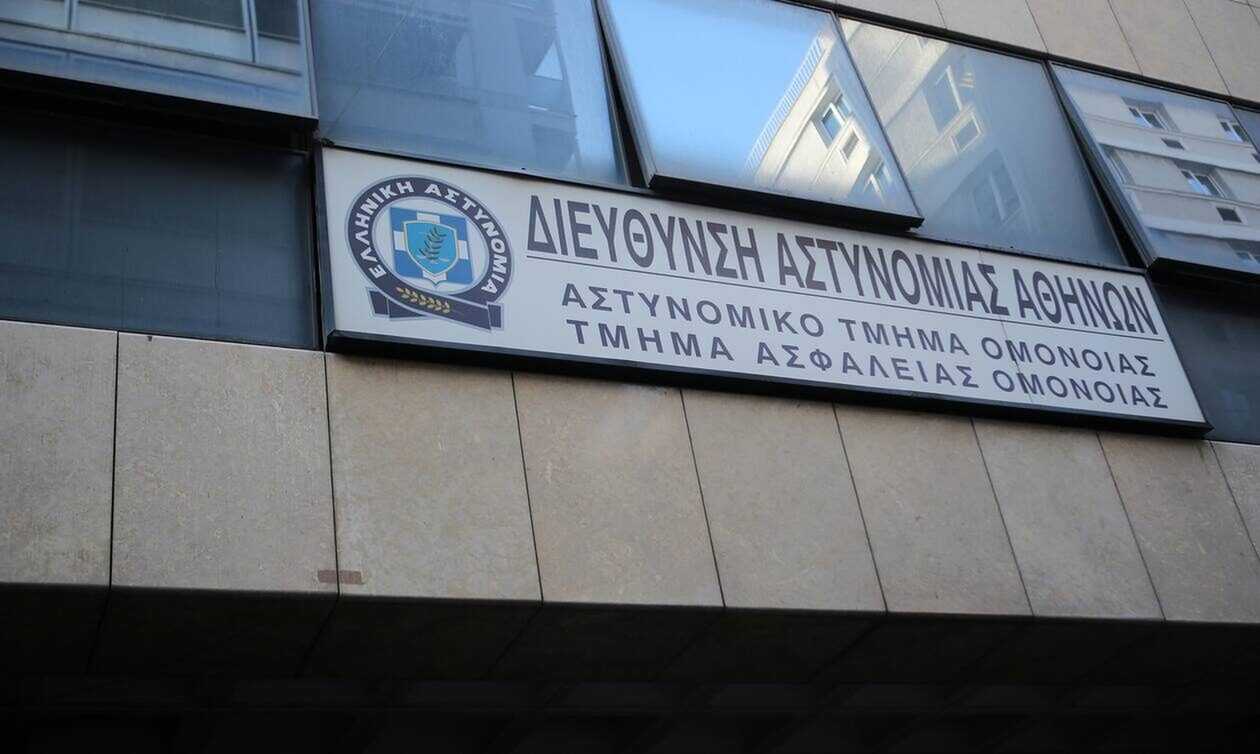 ΕΛΛΗΝΙΚΗ ΑΣΤΥΝΟΜΙΑ
ΔΙΕΥΘΥΝΣΗ ΑΣΤΥΝΟΜΙΑΣ ΑΘΗΝΩΝ
ΑΣΤΥΝΟΜΙΚΟ ΤΜΗΜΑ ΟΜΟΝΟΙΑΣ
ΤΜΗΜΑ ΑΣΦΑΛΕΙΑΣ ΟΜΟΝΟΙΑΣ